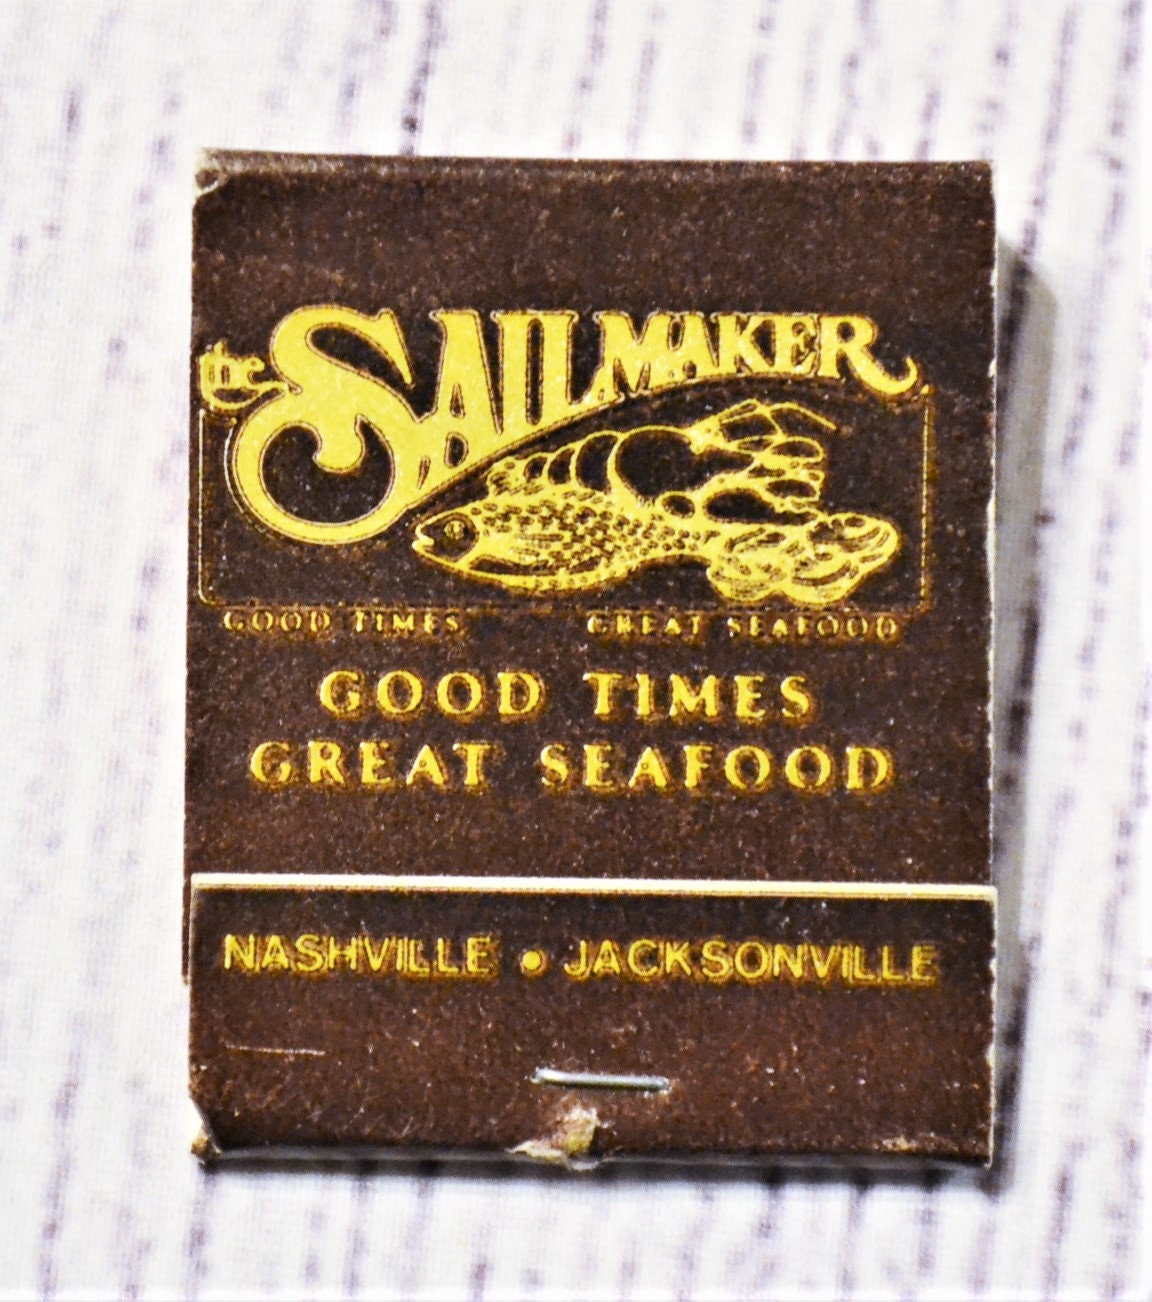 the SAILMAKER
GOOD TIMES GREAT SEAFOOD
GOOD TIMES
GREAT SEAFOOD
NASHVILLE • JACKSONVILLE